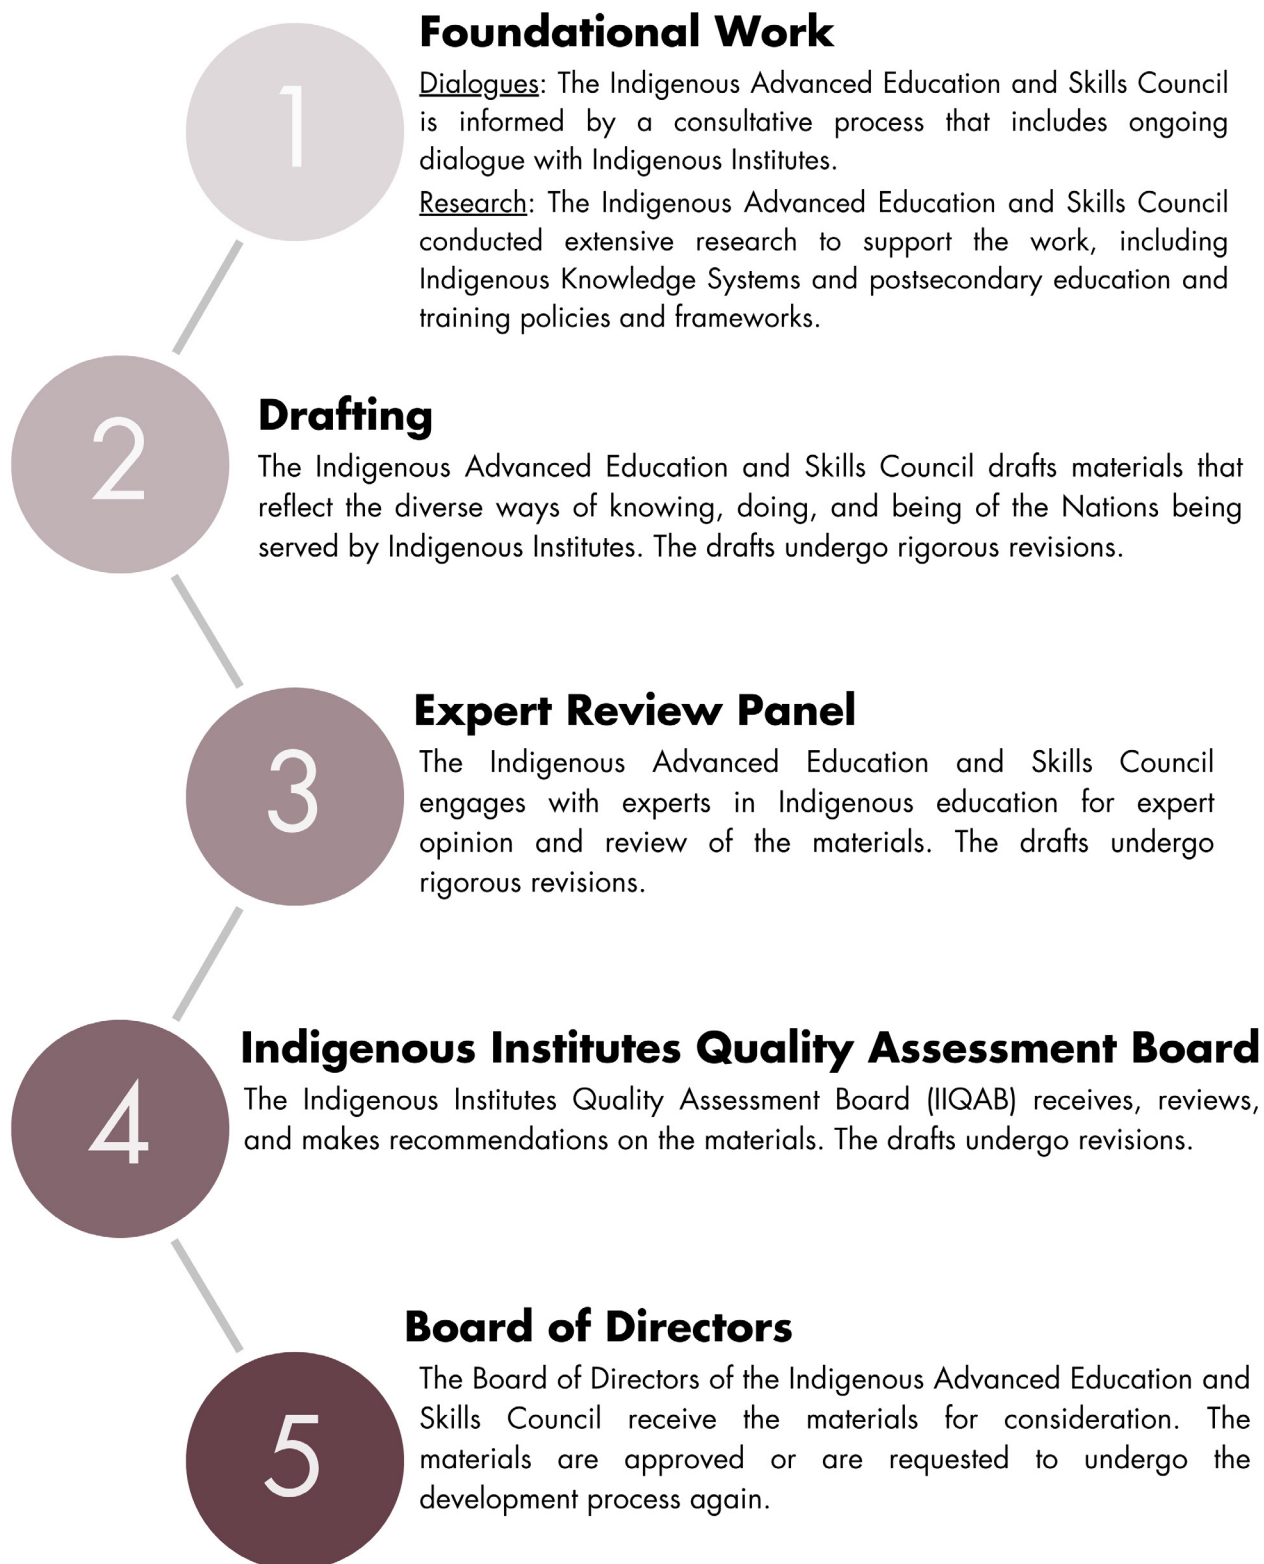 1
Foundational Work
Dialogues: The Indigenous Advanced Education and Skills Council
is informed by a consultative process that includes ongoing
dialogue with Indigenous Institutes.
Research: The Indigenous Advanced Education and Skills Council
conducted extensive research to support the work, including
Indigenous Knowledge Systems and postsecondary education and
training policies and frameworks.
2
Drafting
The Indigenous Advanced Education and Skills Council drafts materials that
reflect the diverse ways of knowing, doing, and being of the Nations being
served by Indigenous Institutes. The drafts undergo rigorous revisions.
3
Expert Review Panel
The Indigenous Advanced Education and Skills Council
engages with experts in Indigenous education for expert
opinion and review of the materials. The drafts undergo
rigorous revisions.
4
Indigenous Institutes Quality Assessment Board
The Indigenous Institutes Quality Assessment Board (IIQAB) receives, reviews,
and makes recommendations on the materials. The drafts undergo revisions.
5
Board of Directors
The Board of Directors of the Indigenous Advanced Education and
Skills Council receive the materials for consideration. The
materials are approved or are requested to undergo the
development process again.